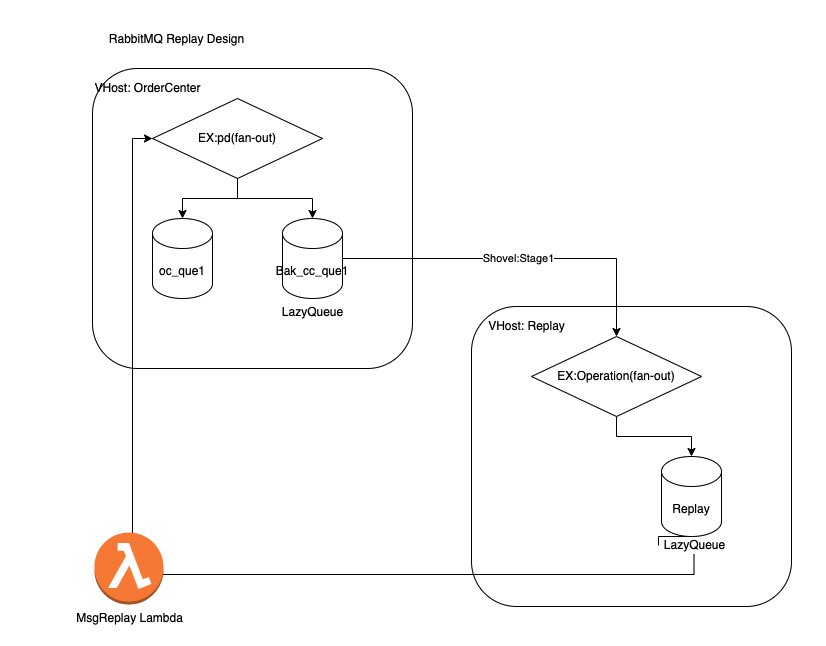 RabbitMQ Replay Design
VHost: OrderCenter
EX:pd(fan-out)
oc_que1
Bak_cc_que1
LazyQueue
Shovel:Stage1
VHost: Replay
EX:Operation(fan-out)
Replay
LazyQueue
λ
MsgReplay Lambda